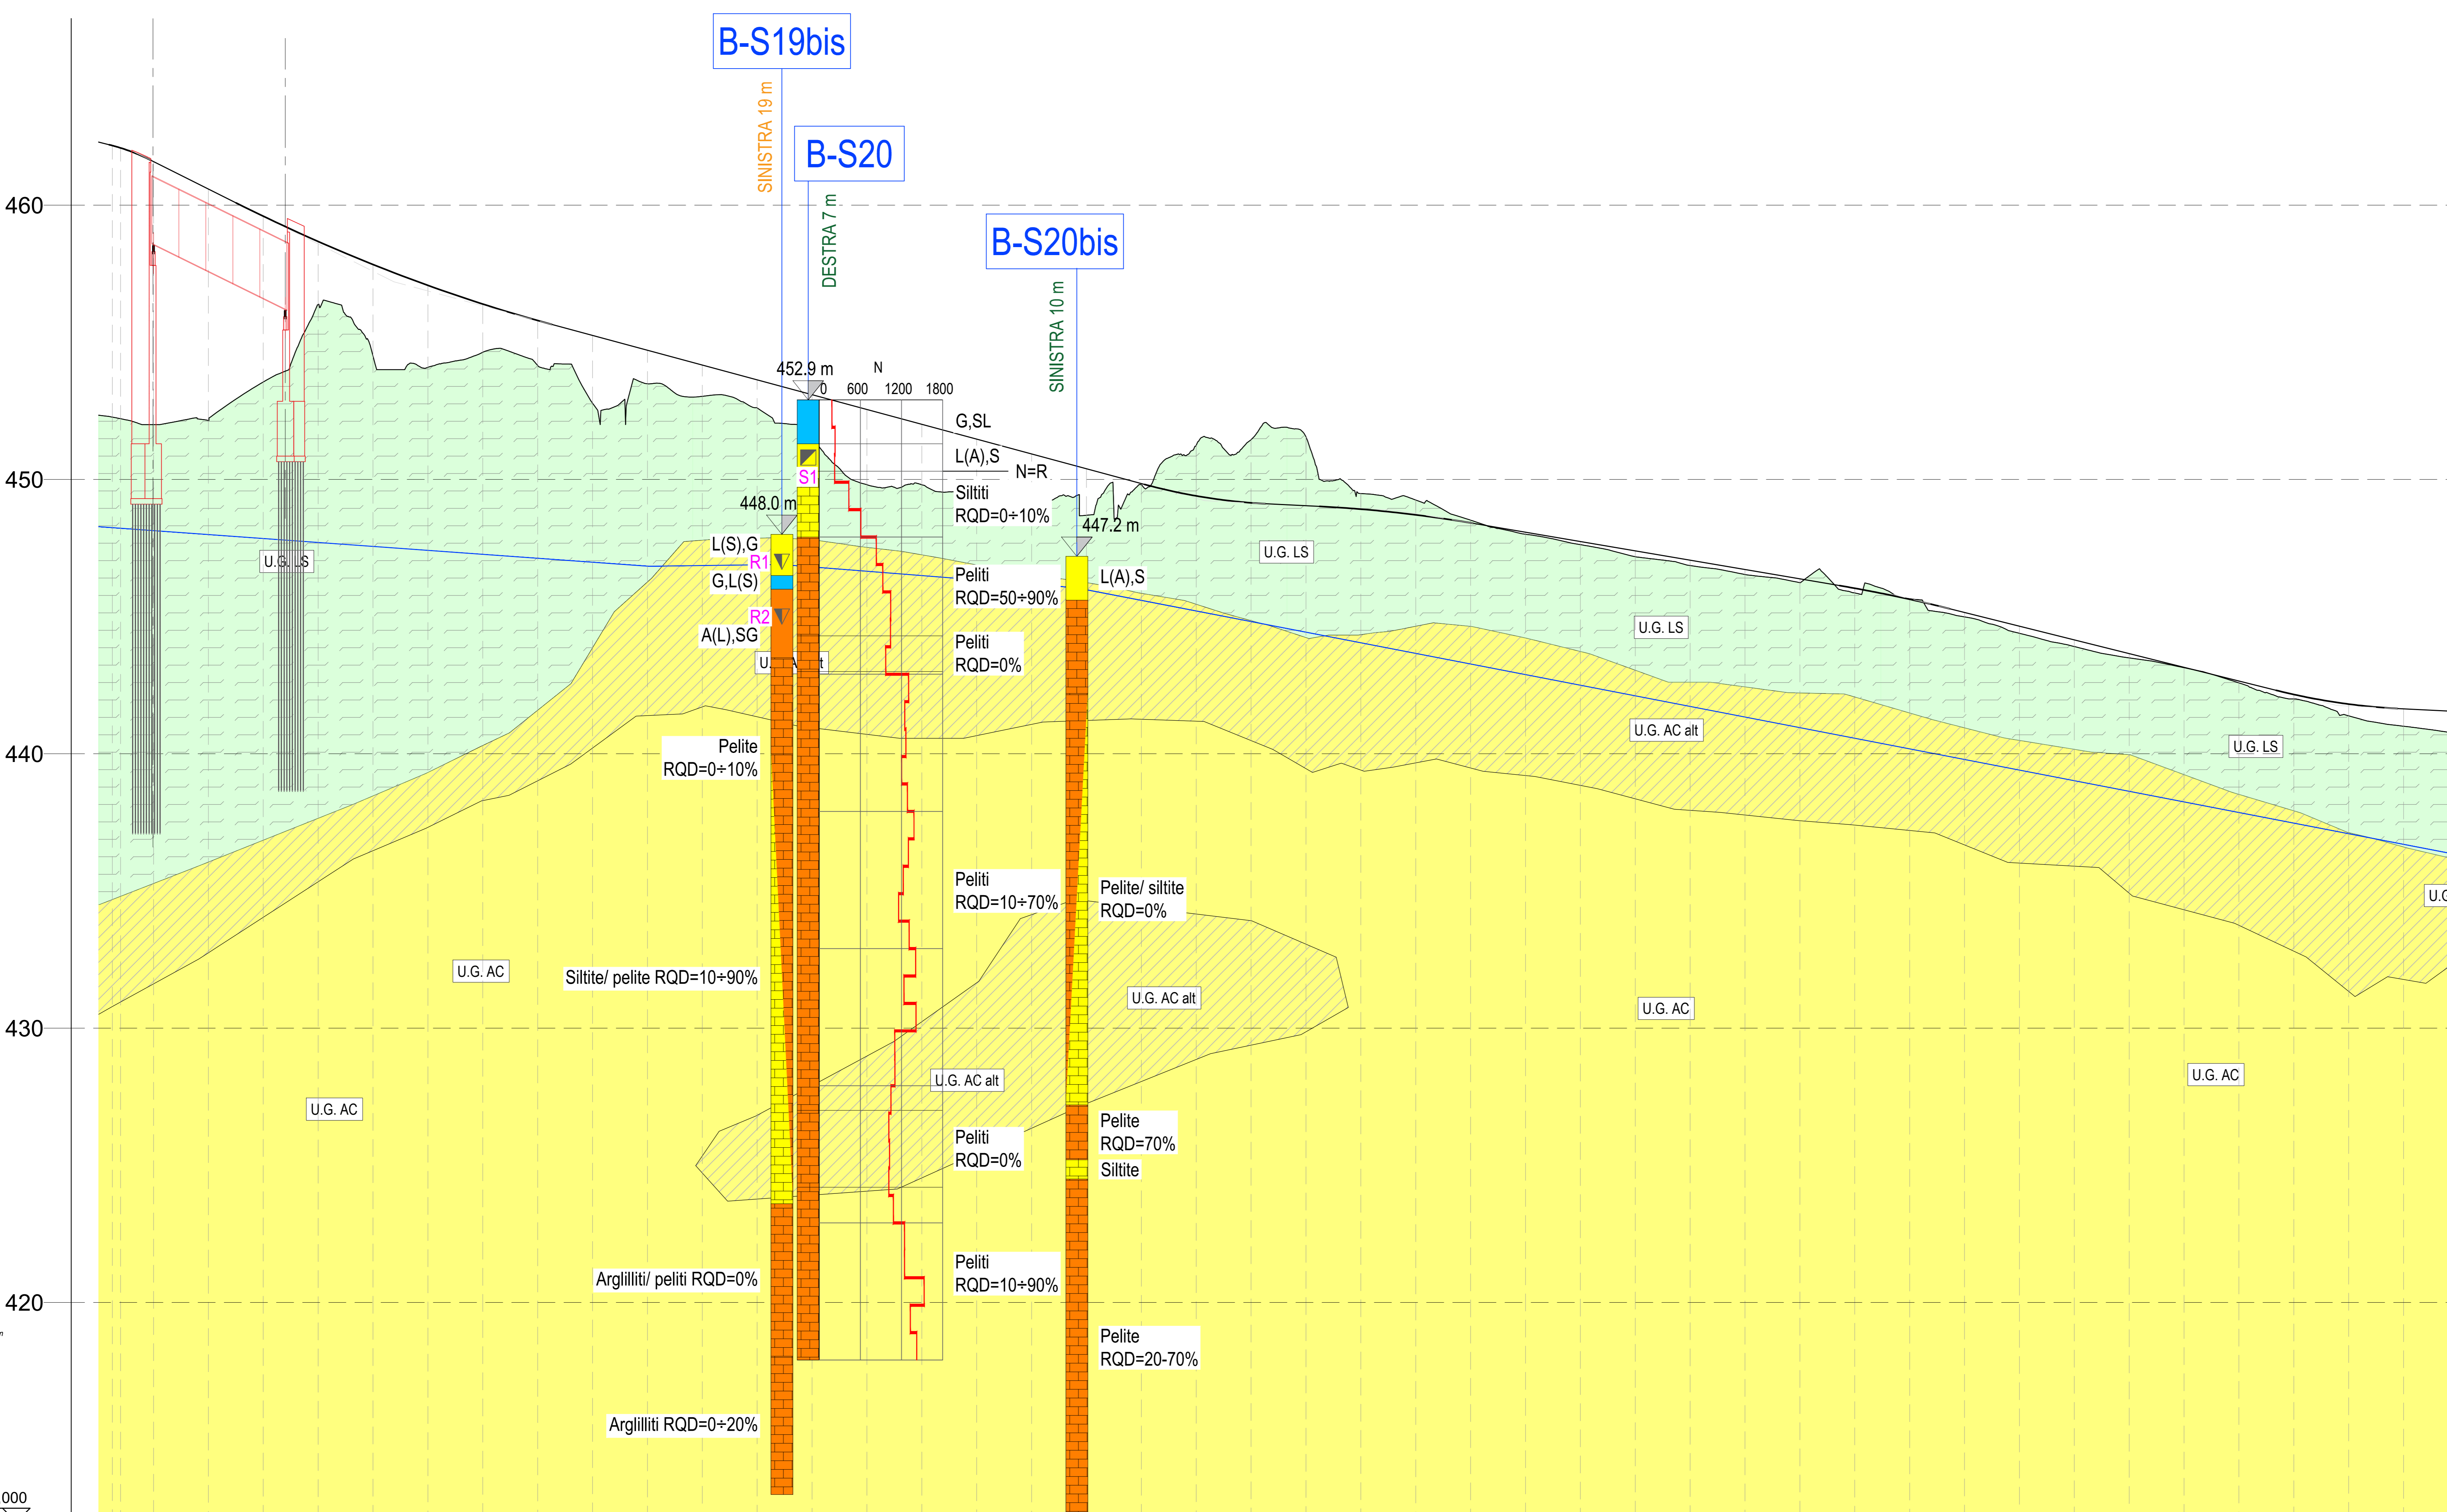 B-S19bis
SINISTRA 19 m
B-S20
DESTRA 7 m
B-S20bis
SINISTRA 10 m
460
450
440
430
420
452.9 m
N
0 600 1200 1800
G,SL
L(A),S
N=R
S1
Siltiti
RQD=0÷10%
Peliti
RQD=50÷90%
Peliti
RQD=0%
Peliti
RQD=10÷70%
Peliti
RQD=0%
Peliti
RQD=10÷90%
448.0 m
L(S),G
R1
G,L(S)
R2
A(L),SG
Pelite
RQD=0÷10%
Siltite/ pelite RQD=10÷90%
Arglilliti/ peliti RQD=0%
Arglilliti RQD=0÷20%
447.2 m
L(A),S
Pelite/ siltite
RQD=0%
Pelite
RQD=70%
Siltite
Pelite
RQD=20-70%
U.G. LS
U.G. LS
U.G. LS
U.G. LS
U.G. AC alt
U.G. AC alt
U.G. AC alt
U.G. AC
U.G. AC
U.G. AC
U.G. AC
000